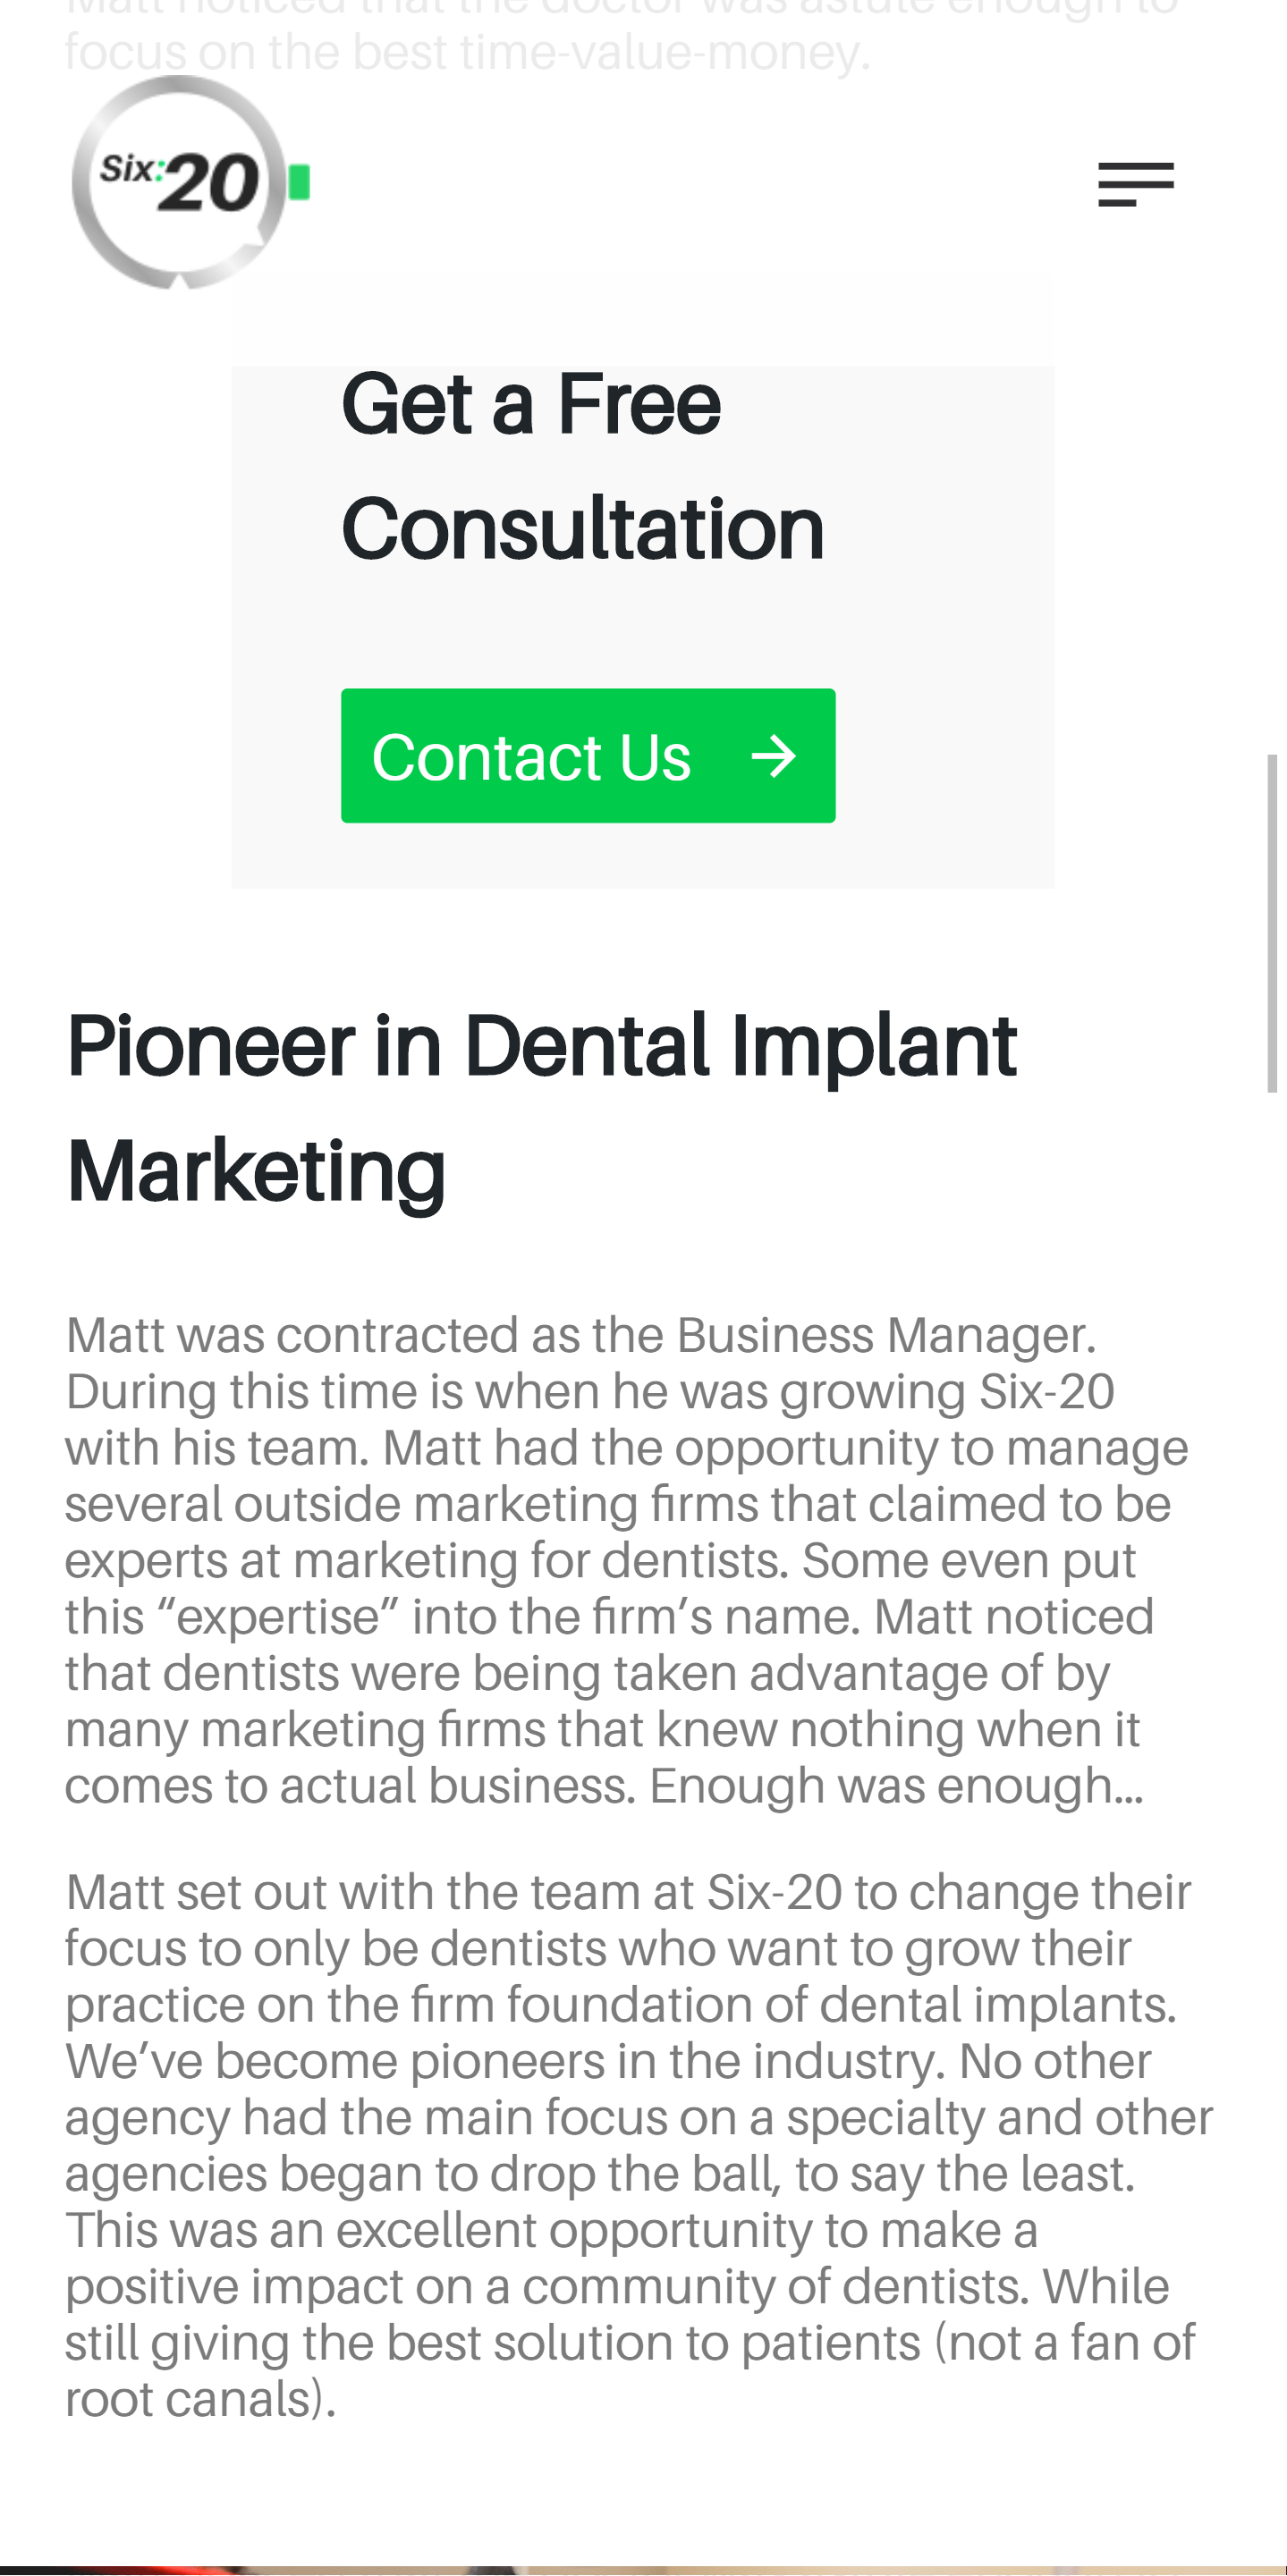 Matt noticed that the doctor was astute enough to
focus on the best time-value-money.
Six:20
Get a Free
Consultation
Contact Us
Pioneer in Dental Implant
Marketing
Matt was contracted as the Business Manager.
During this time is when he was growing Six-20
with his team. Matt had the opportunity to manage
several outside marketing firms that claimed to be
experts at marketing for dentists. Some even put
this “expertise” into the firm’s name. Matt noticed
that dentists were being taken advantage of by
many marketing firms that knew nothing when it
comes to actual business. Enough was enough…
Matt set out with the team at Six-20 to change their
focus to only be dentists who want to grow their
practice on the firm foundation of dental implants.
We’ve become pioneers in the industry. No other
agency had the main focus on a specialty and other
agencies began to drop the ball, to say the least.
This was an excellent opportunity to make a
positive impact on a community of dentists. While
still giving the best solution to patients (not a fan of
root canals).